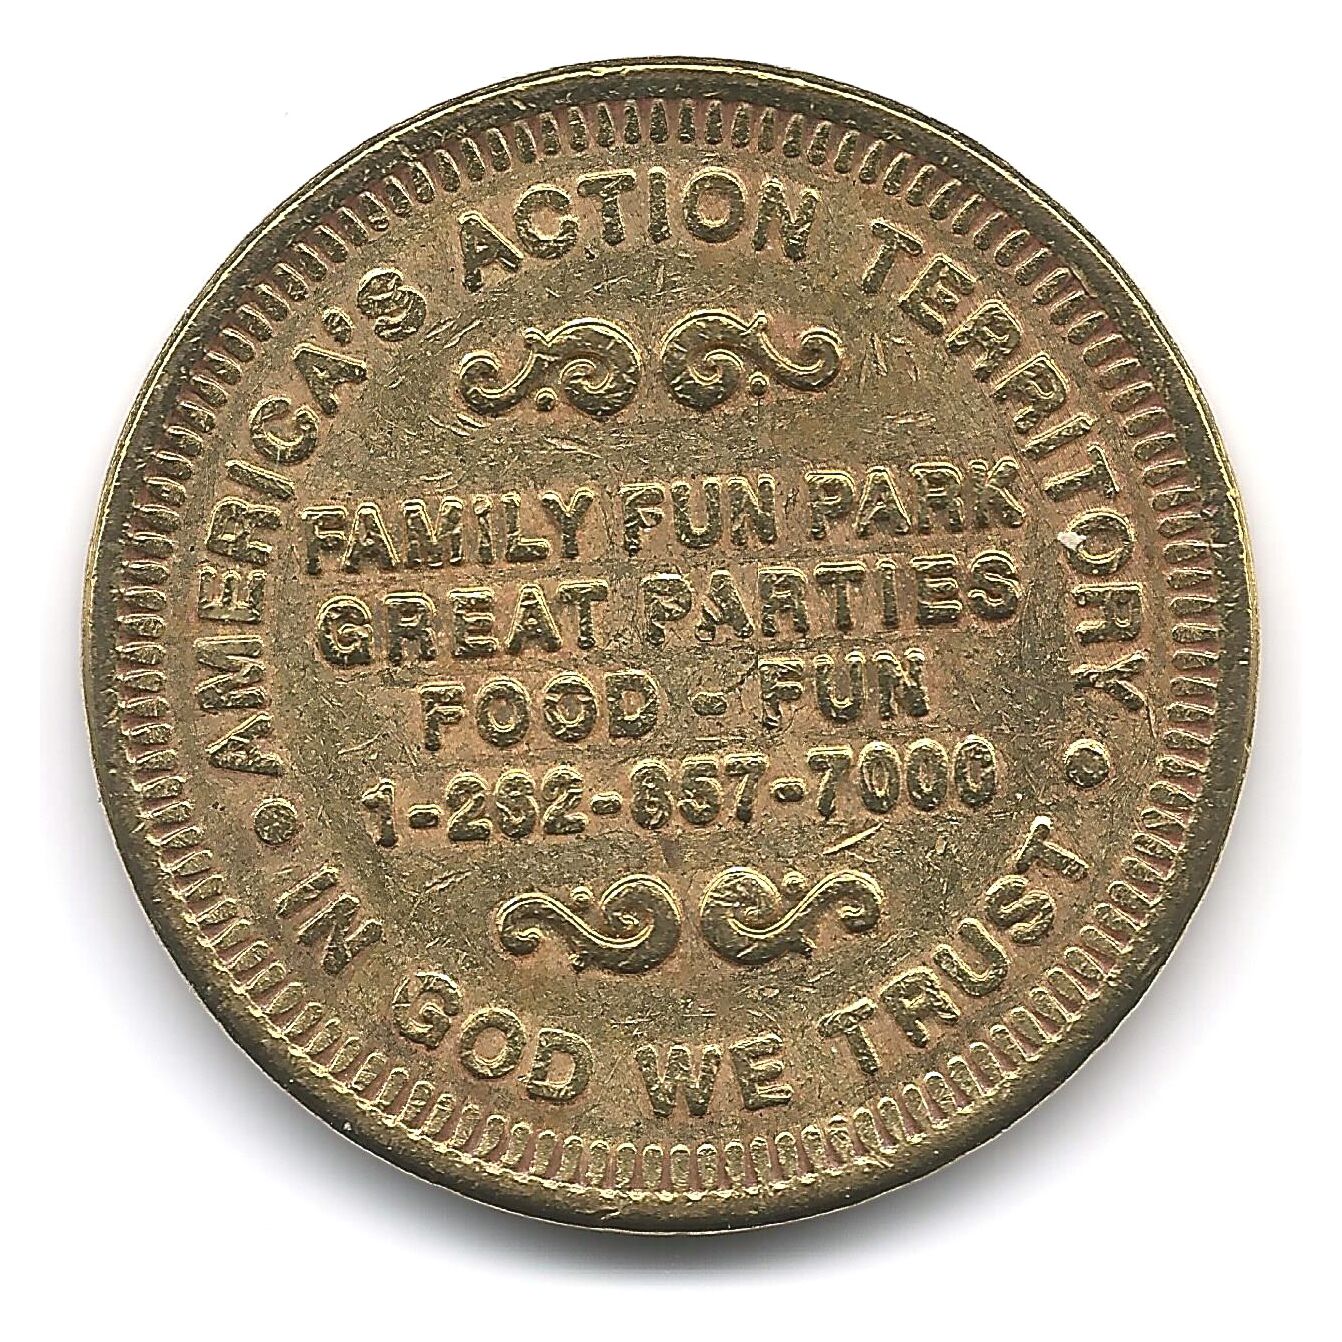 AMERICA'S ACTION TERRITORY
FAMILY FUN PARK
GREAT PARTIES
FOOD - FUN
1-262-857-7000
IN GOD WE TRUST